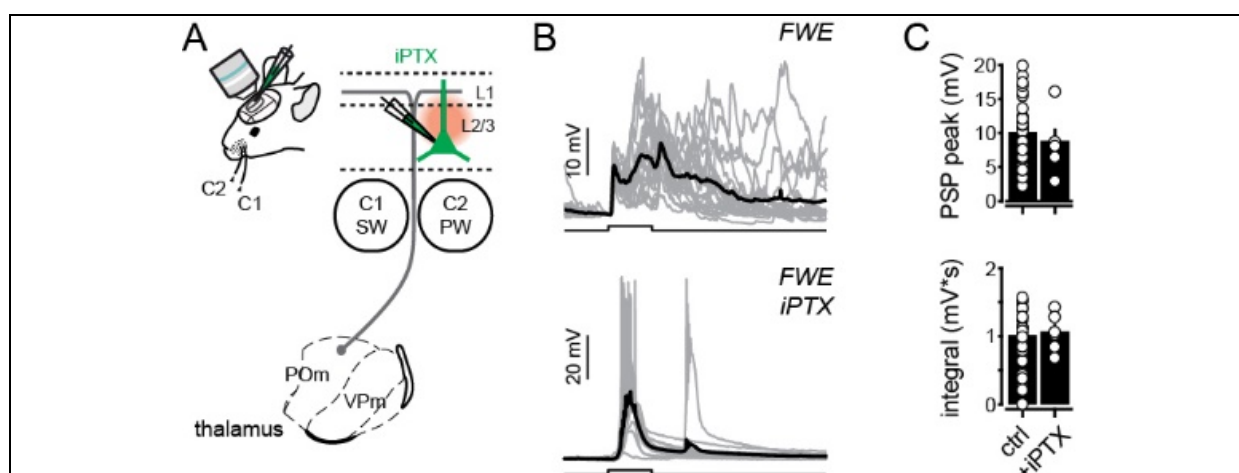 A
iPTX
L1
L2/3
C2
C1
C1
SW
C2
PW
POm
VPm
thalamus
B
FWE
10 mV
FWE
iPTX
20 mV
C
PSP peak (mV)
20
15
10
5
0
integral (mV*s)
2
1
0
ctrl
+iPTX